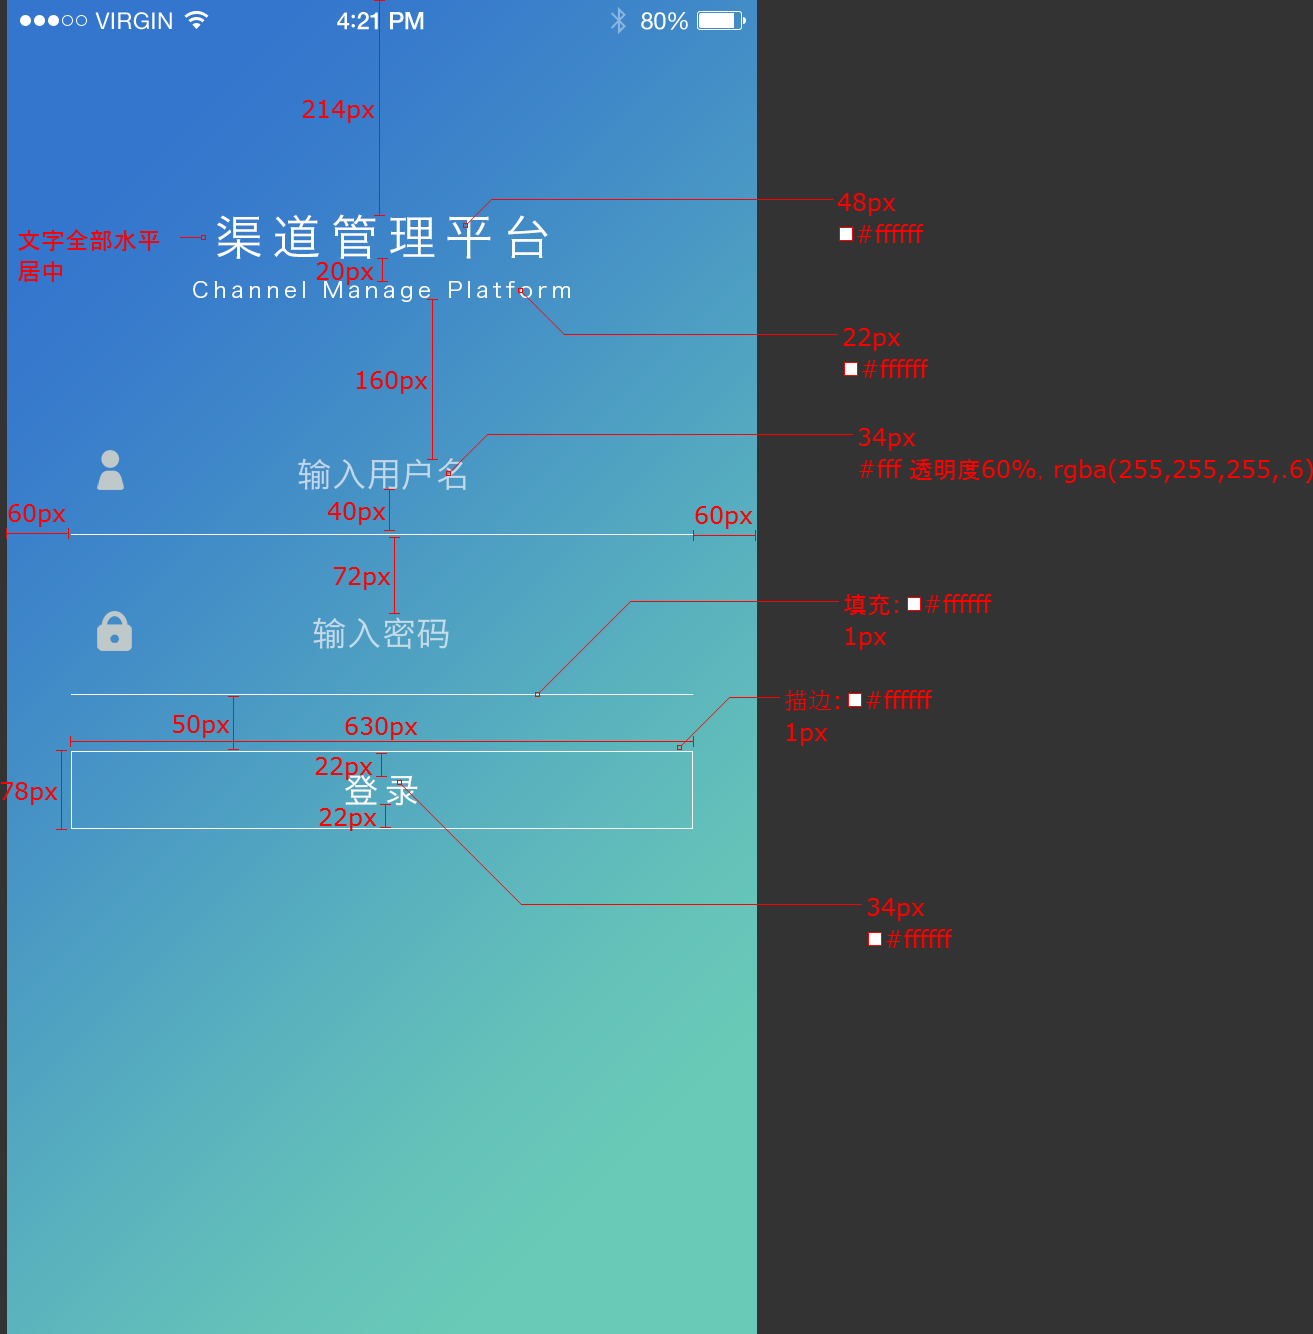 VIRGIN 4:21 PM 80%
214px
48px
#ffffff
文字全部水平
居中
渠道管理平台
20px
Channel Manage Platform
22px
#ffffff
160px
34px
#fff 透明度60%, rgba(255,255,255,.6)
输入用户名
40px
60px
60px
72px
填充: #ffffff
1px
输入密码
描边: #ffffff
1px
50px
630px
22px
78px
登录
22px
34px
#ffffff